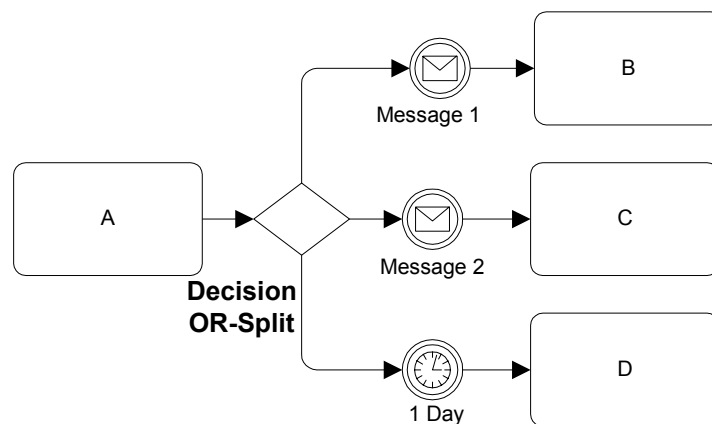 Message 1
B
A
Message 2
C
Decision
OR-Split
1 Day
D